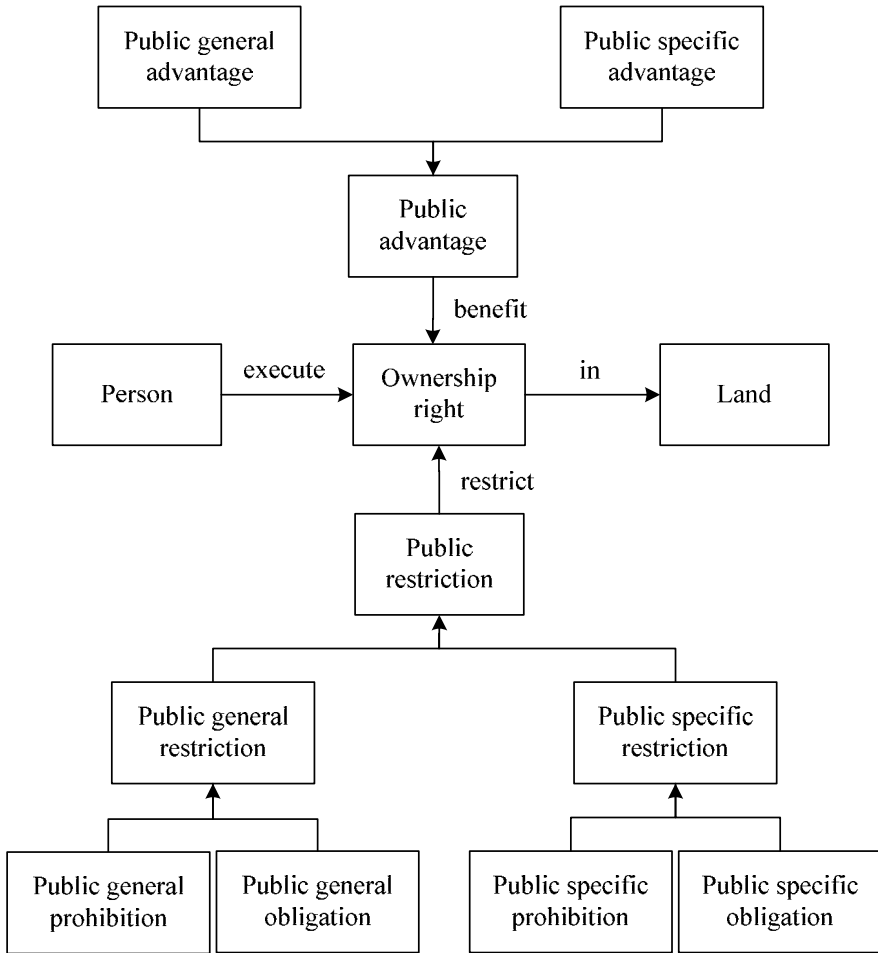 Public general
advantage
Public specific
advantage
Public
advantage
benefit
Person
execute
Ownership
right
in
Land
restrict
Public
restriction
Public general
restriction
Public specific
restriction
Public general
prohibition
Public general
obligation
Public specific
prohibition
Public specific
obligation